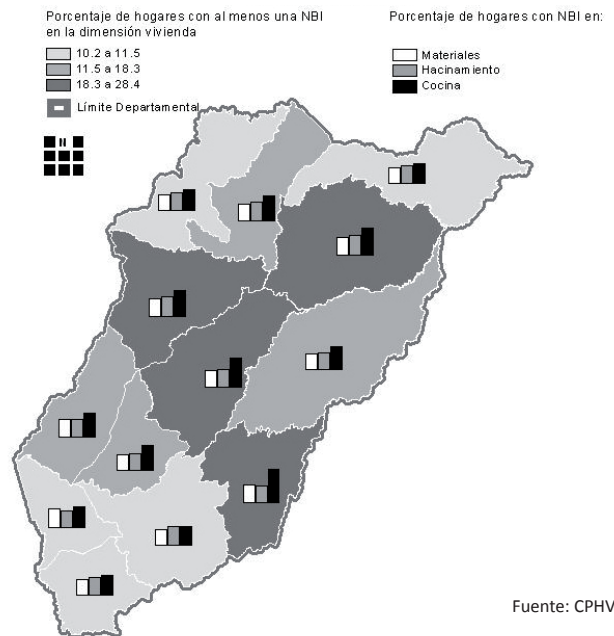 Porcentaje de hogares con al menos una NBI
en la dimensión vivienda
10.2 a 11.5
11.5 a 18.3
18.3 a 28.4
Límite Departamental
Porcentaje de hogares con NBI en:
Materiales
Hacinamiento
Cocina
Fuente: CPHV